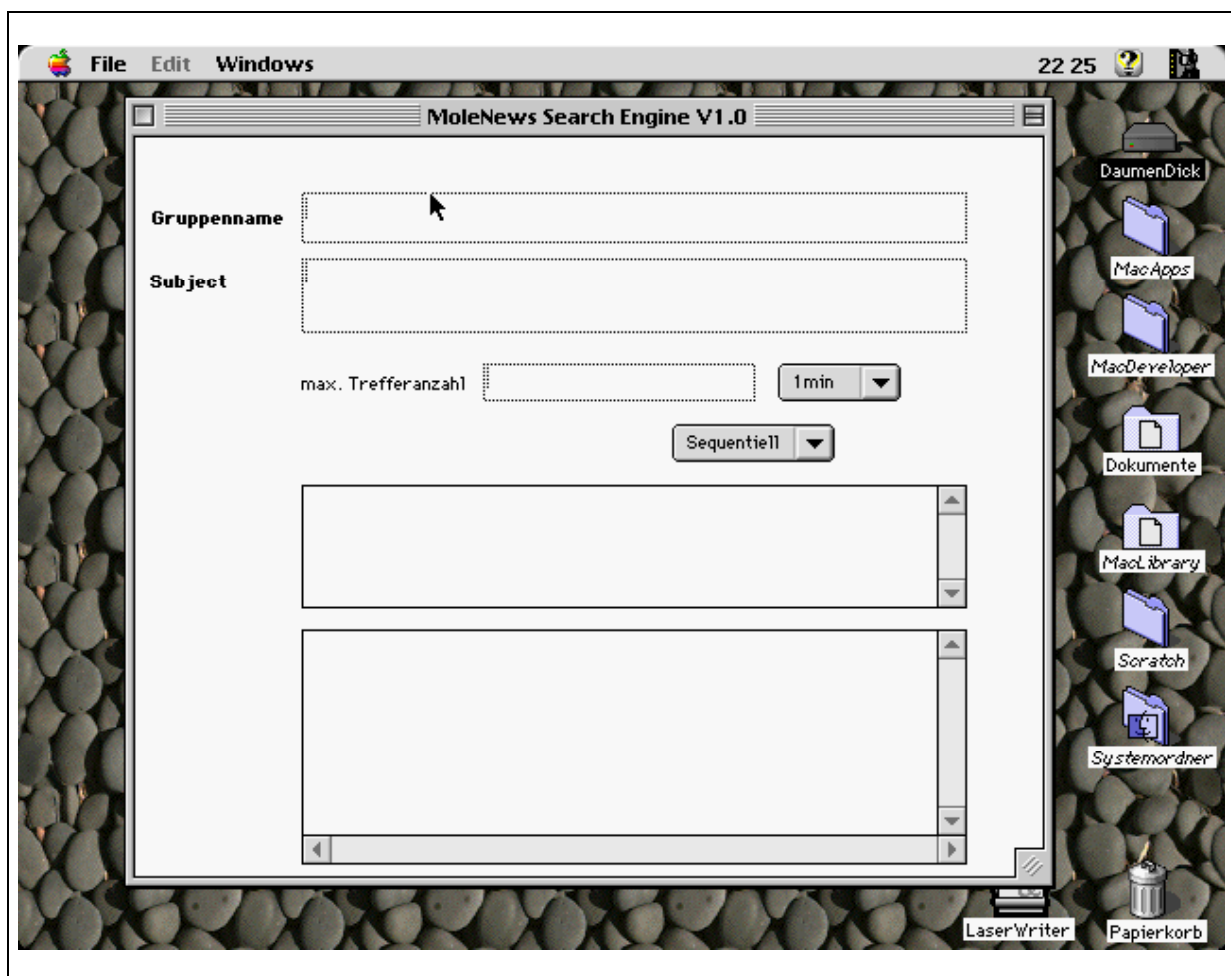 File Edit Windows 22 25
MoleNews Search Engine V1.0
Gruppenname
Subject
max. Trefferanzahl 1min
Sequentiell
DaumenDick
MacApps
MacDeveloper
Dokumente
MacLibrary
Scratch
Systemordner
LaserWriter
Papierkorb